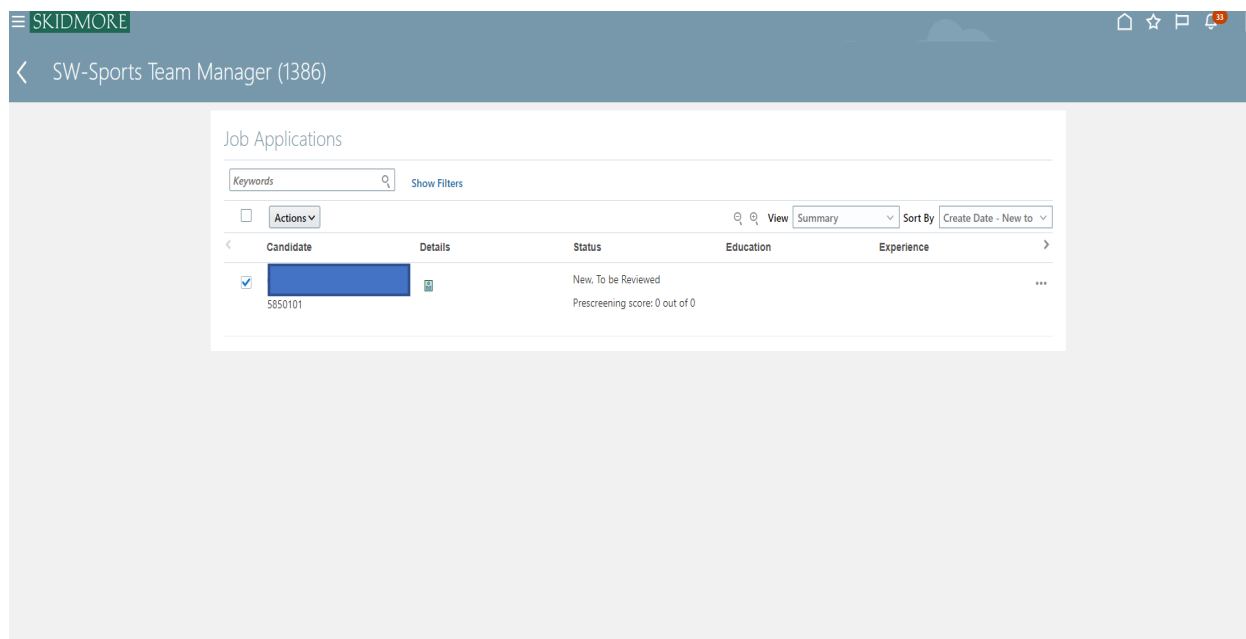 SKIDMORE
33
SW-Sports Team Manager (1386)
Job Applications
Keywords
Show Filters
Actions
View Summary Sort By Create Date - New to
Candidate Details Status Education Experience
New, To be Reviewed
5850101 Prescreening score: 0 out of 0